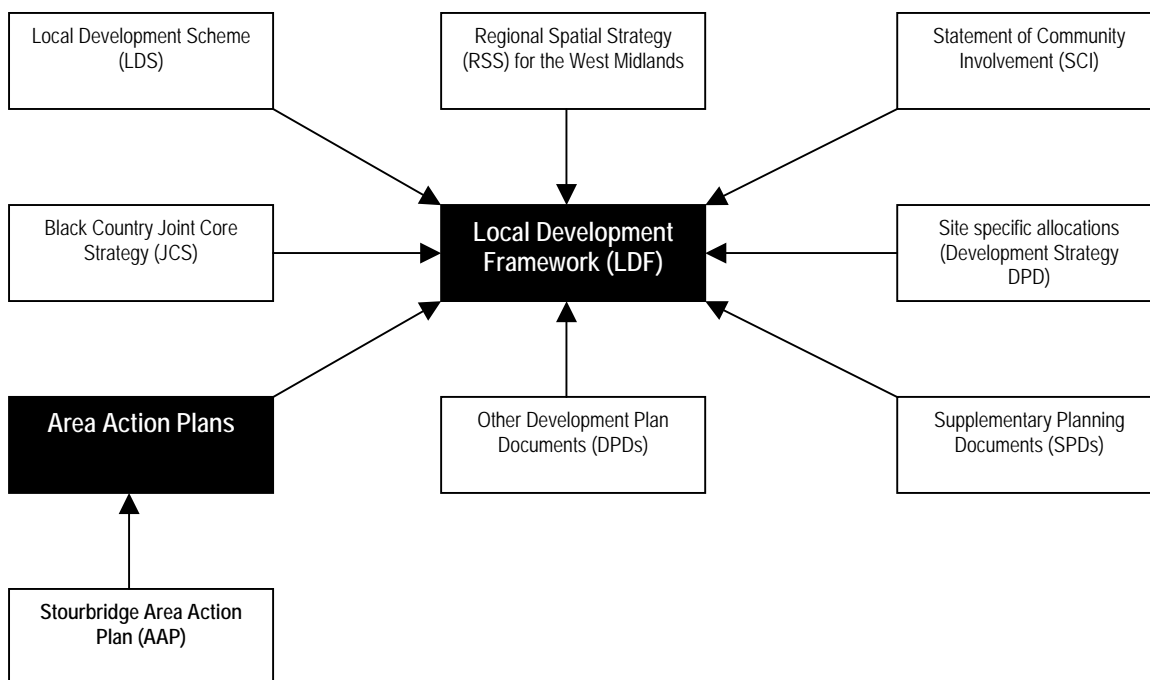 Local Development Scheme
(LDS)
Regional Spatial Strategy
(RSS) for the West Midlands
Statement of Community
Involvement (SCI)
Black Country Joint Core
Strategy (JCS)
Local Development
Framework (LDF)
Site specific allocations
(Development Strategy
DPD)
Area Action Plans
Other Development Plan
Documents (DPDs)
Supplementary Planning
Documents (SPDs)
Stourbridge Area Action
Plan (AAP)